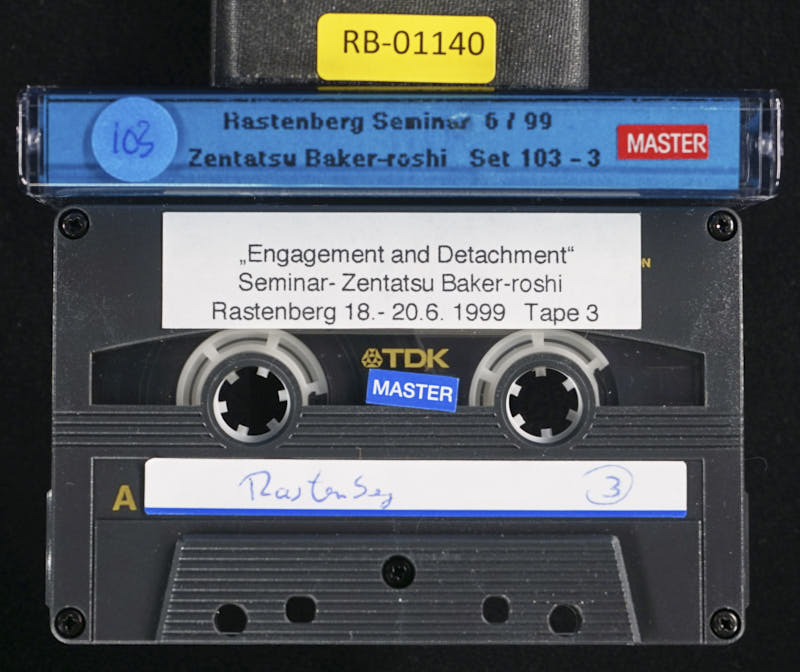 RB-01140
103
Rastenberg Seminar 6 / 99
Zentatsu Baker-roshi Set 103 - 3
MASTER
„Engagement and Detachment“
Seminar- Zentatsu Baker-roshi
Rastenberg 18.- 20.6. 1999 Tape 3
N
TDK
MASTER
A
Rastenberg
3